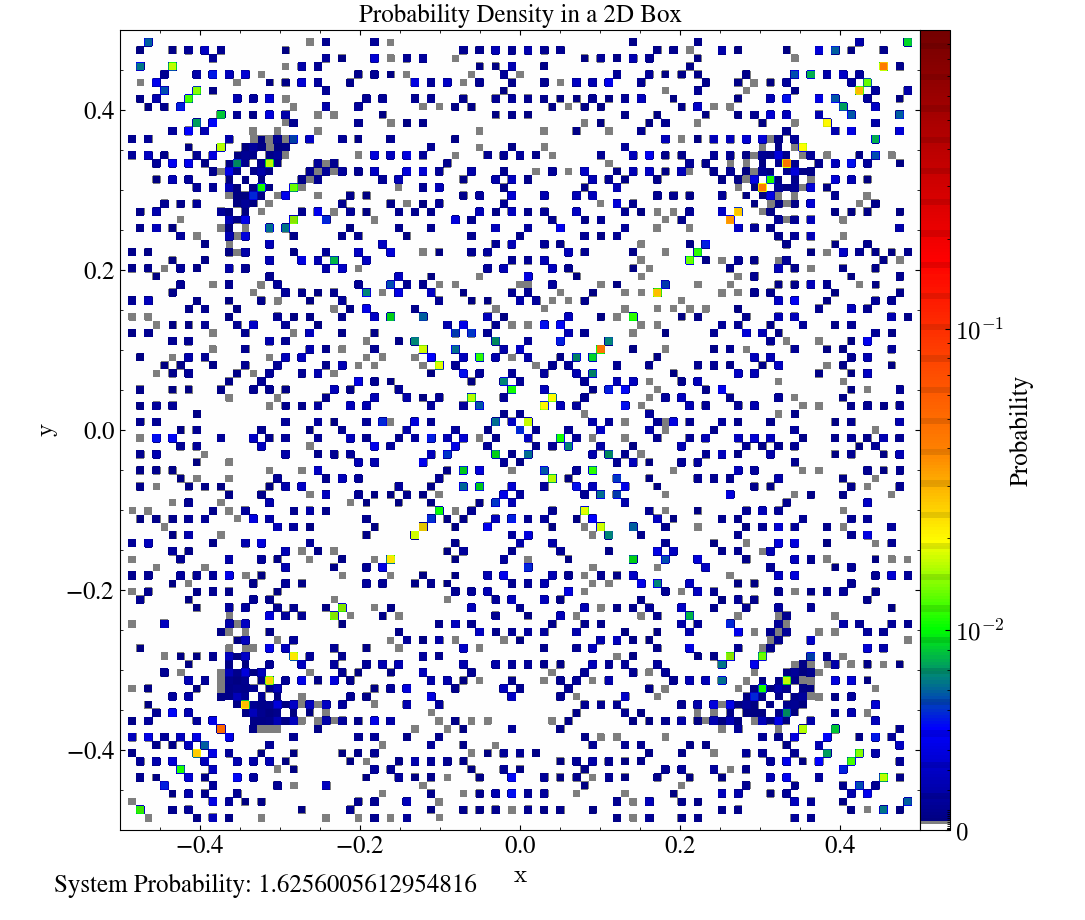 Probability Density in a 2D Box
y
0.4
0.2
0.0
−0.2
−0.4
−0.4 −0.2 0.0 0.2 0.4
x
10⁻¹
10⁻²
0
Probability
System Probability: 1.6256005612954816